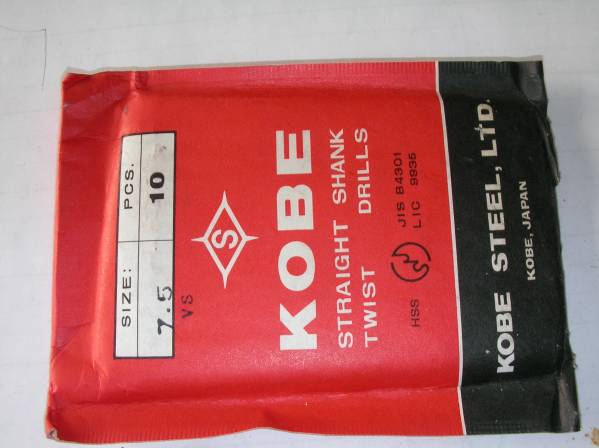 SIZE: PCS.
7.5 10
VS
S
KOBE
STRAIGHT SHANK
TWIST DRILLS
HSS JIS B4301
LIC 9935
KOBE STEEL, LTD.
KOBE, JAPAN